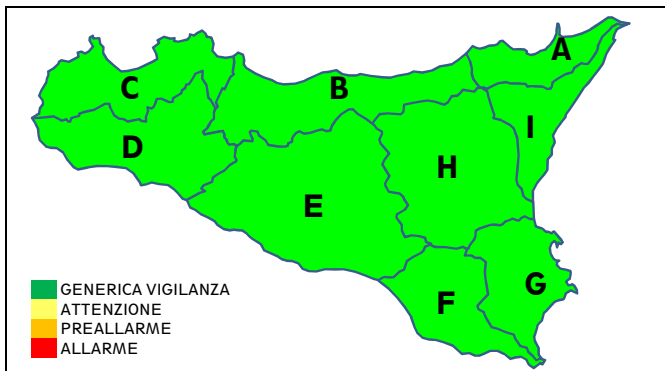 A
B
C
I
D
H
E
G
F
GENERICA VIGILANZA
ATTENZIONE
PREALLARME
ALLARME